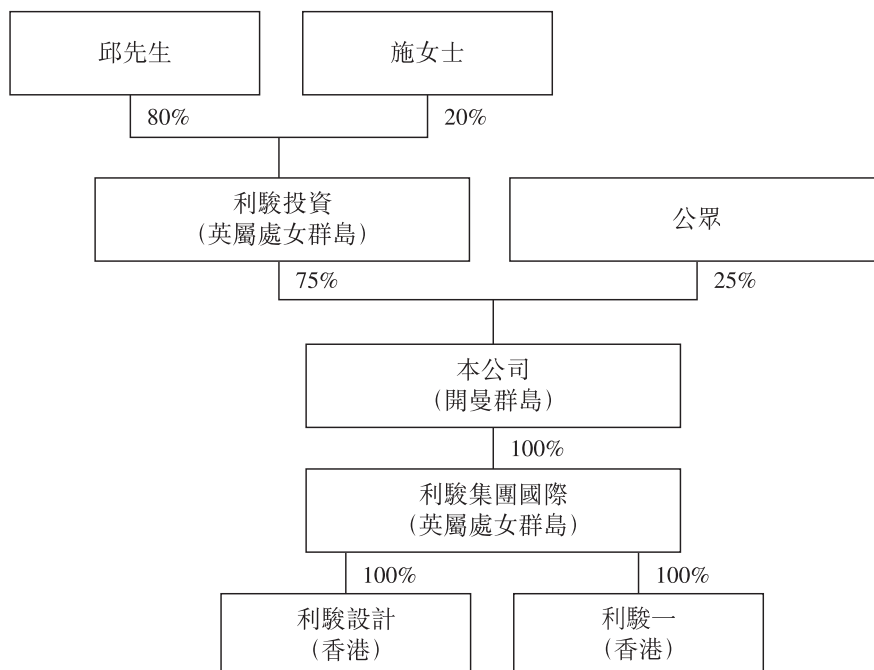 邱先生
施女士
80%
20%
利駿投資
(英屬處女群島)
公眾
75%
25%
本公司
(開曼群島)
100%
利駿集團國際
(英屬處女群島)
100%
100%
利駿設計
(香港)
利駿一
(香港)